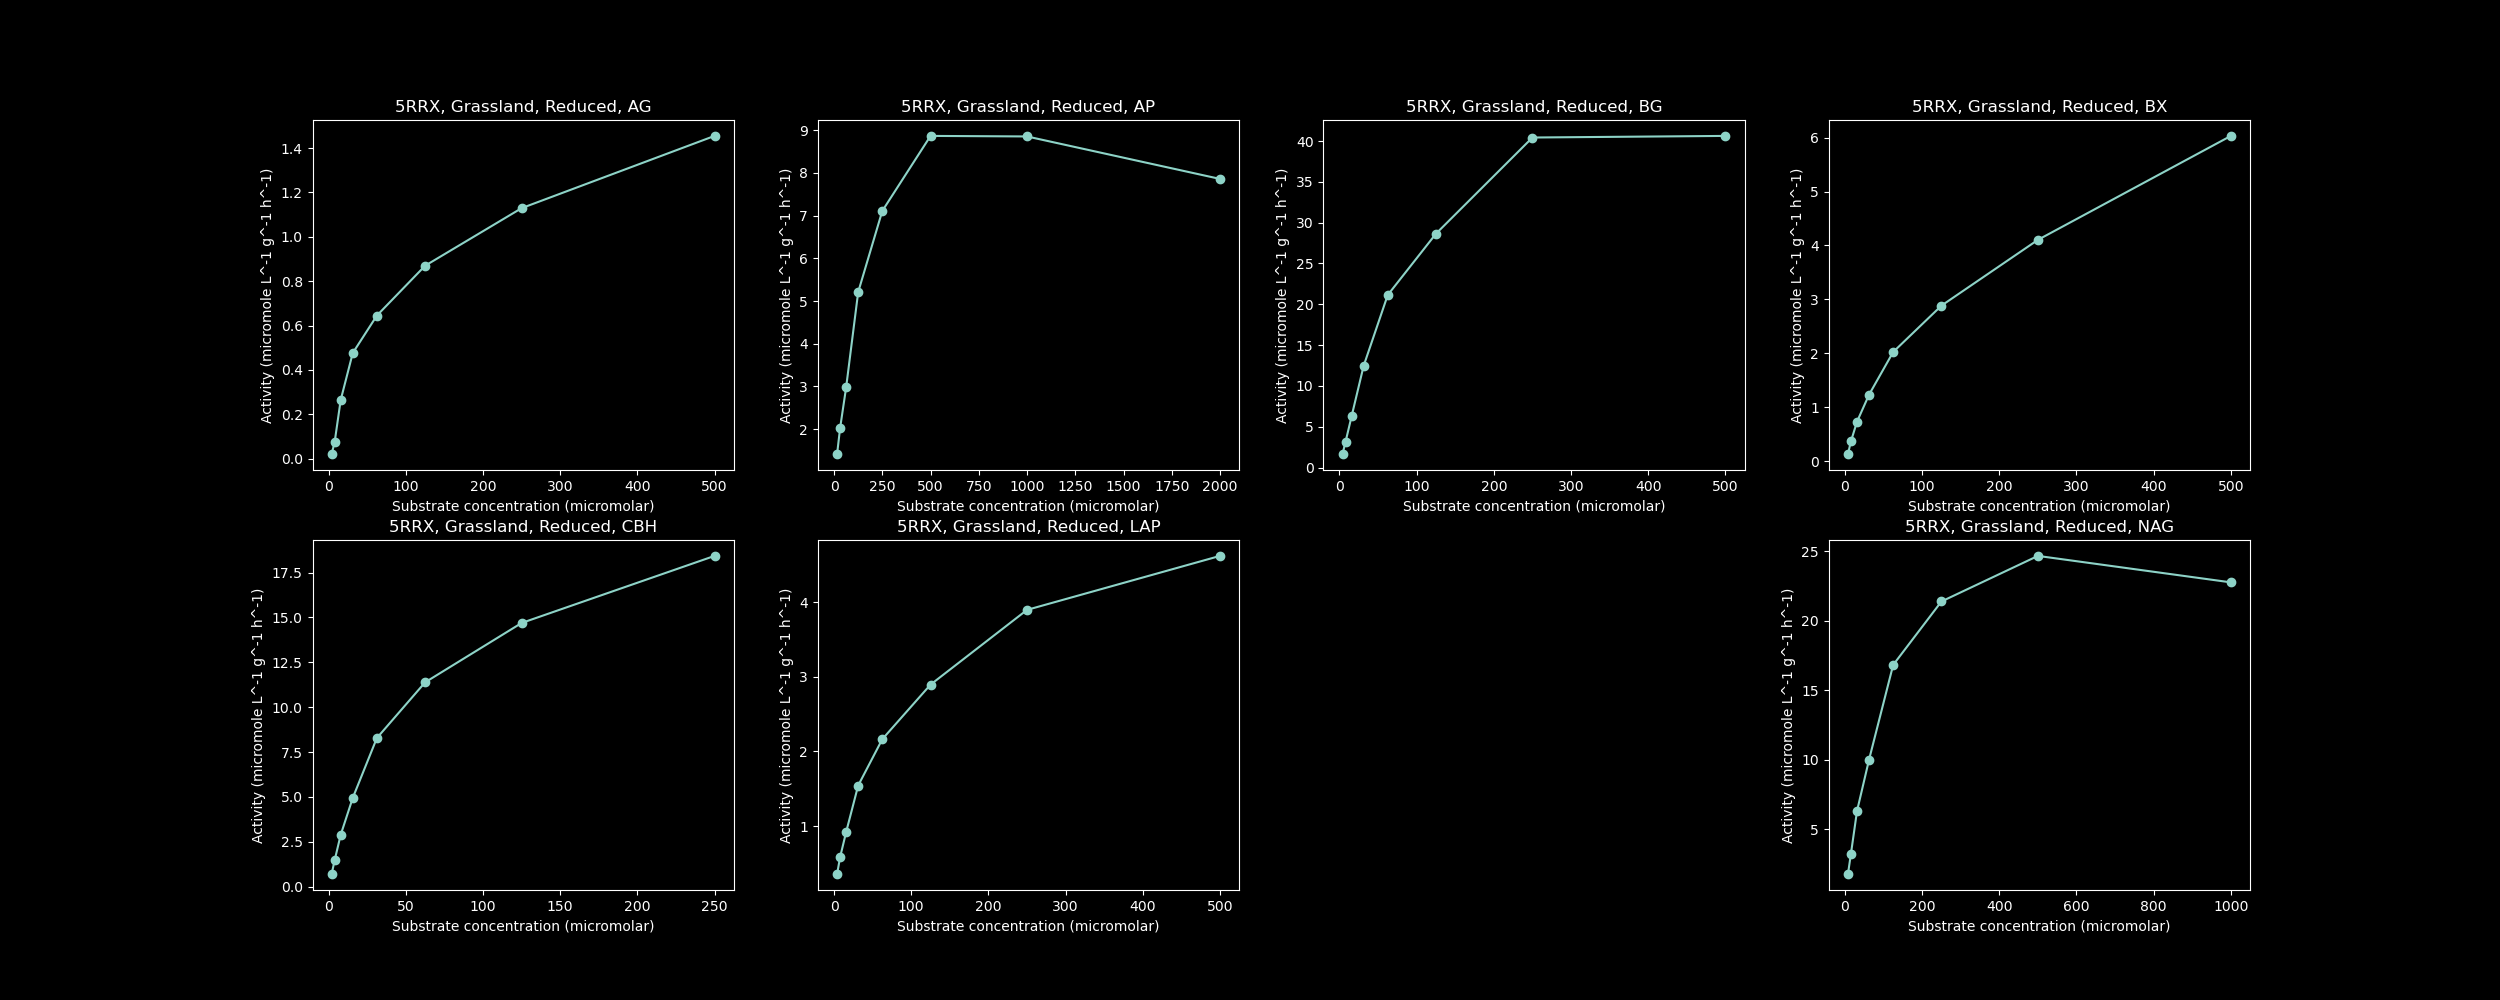 5RRX, Grassland, Reduced, AG
Activity (micromole L^-1 g^-1 h^-1)
1.4
1.2
1.0
0.8
0.6
0.4
0.2
0.0
0 100 200 300 400 500
Substrate concentration (micromolar)
5RRX, Grassland, Reduced, AP
Activity (micromole L^-1 g^-1 h^-1)
9
8
7
6
5
4
3
2
0 250 500 750 1000 1250 1500 1750 2000
Substrate concentration (micromolar)
5RRX, Grassland, Reduced, BG
Activity (micromole L^-1 g^-1 h^-1)
40
35
30
25
20
15
10
5
0
0 100 200 300 400 500
Substrate concentration (micromolar)
5RRX, Grassland, Reduced, BX
Activity (micromole L^-1 g^-1 h^-1)
6
5
4
3
2
1
0
0 100 200 300 400 500
Substrate concentration (micromolar)
5RRX, Grassland, Reduced, CBH
Activity (micromole L^-1 g^-1 h^-1)
17.5
15.0
12.5
10.0
7.5
5.0
2.5
0.0
0 50 100 150 200 250
Substrate concentration (micromolar)
5RRX, Grassland, Reduced, LAP
Activity (micromole L^-1 g^-1 h^-1)
4
3
2
1
0 100 200 300 400 500
Substrate concentration (micromolar)
5RRX, Grassland, Reduced, NAG
Activity (micromole L^-1 g^-1 h^-1)
25
20
15
10
5
0 200 400 600 800 1000
Substrate concentration (micromolar)